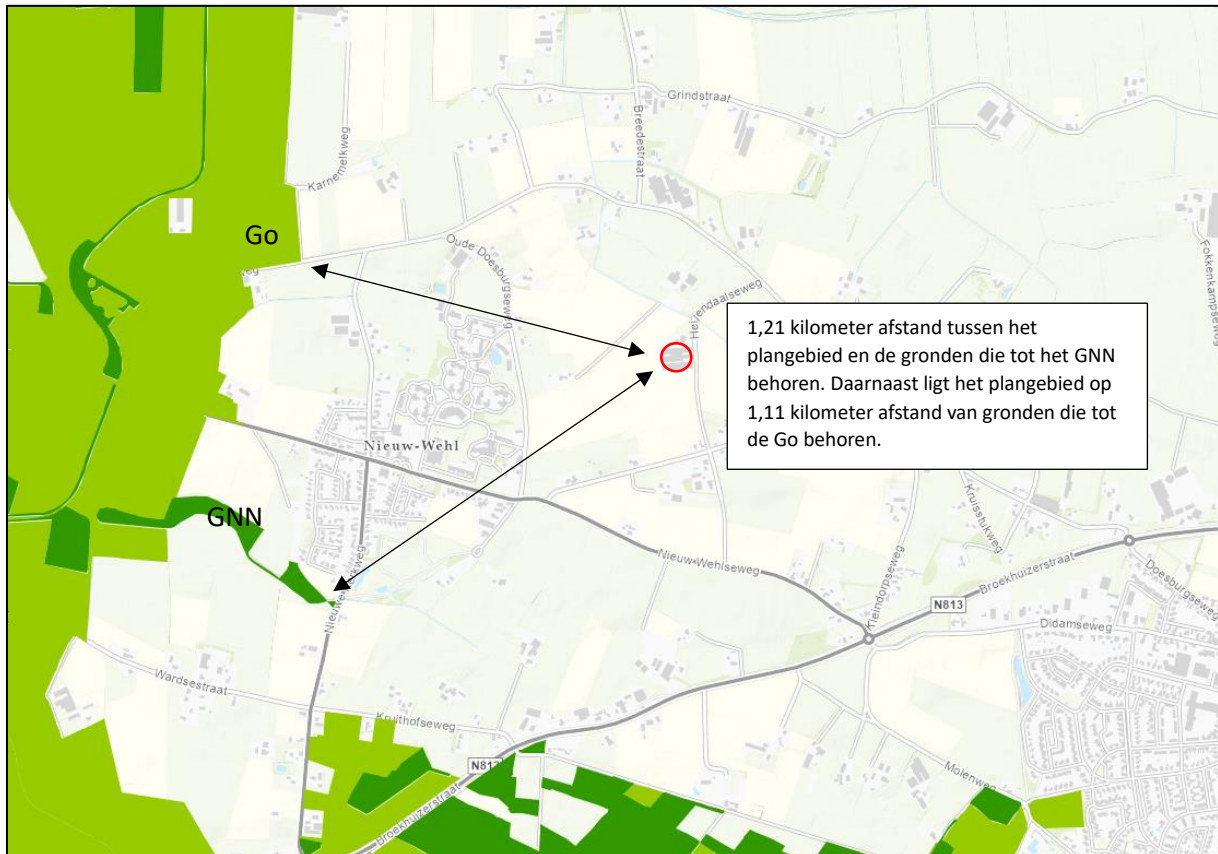 Grindstraat
Breedestraat
Karnemelkweg
Go
Oude Doesburgseweg
eg
Heijendaalseweg
Fokkenkampseweg
1,21 kilometer afstand tussen het
plangebied en de gronden die tot het GNN
behoren. Daarnaast ligt het plangebied op
1,11 kilometer afstand van gronden die tot
de Go behoren.
Nieuw-Wehl
GNN
Kruisstukweg
Nieuw-Wehlseweg
Kleindorpseweg
Broekhuizerstraat
Doesburgseweg
N813
Didamseweg
Wardsestraat
Kruithofseweg
N813
Broekhuizerstraat
Molenweg